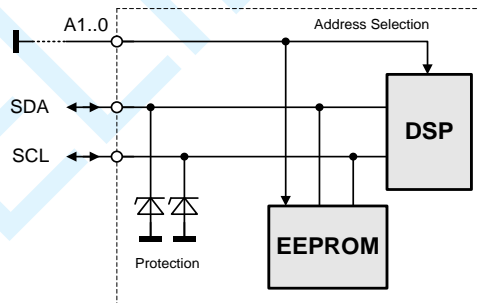 A1..0
Address Selection
SDA
DSP
SCL
EEPROM
Protection